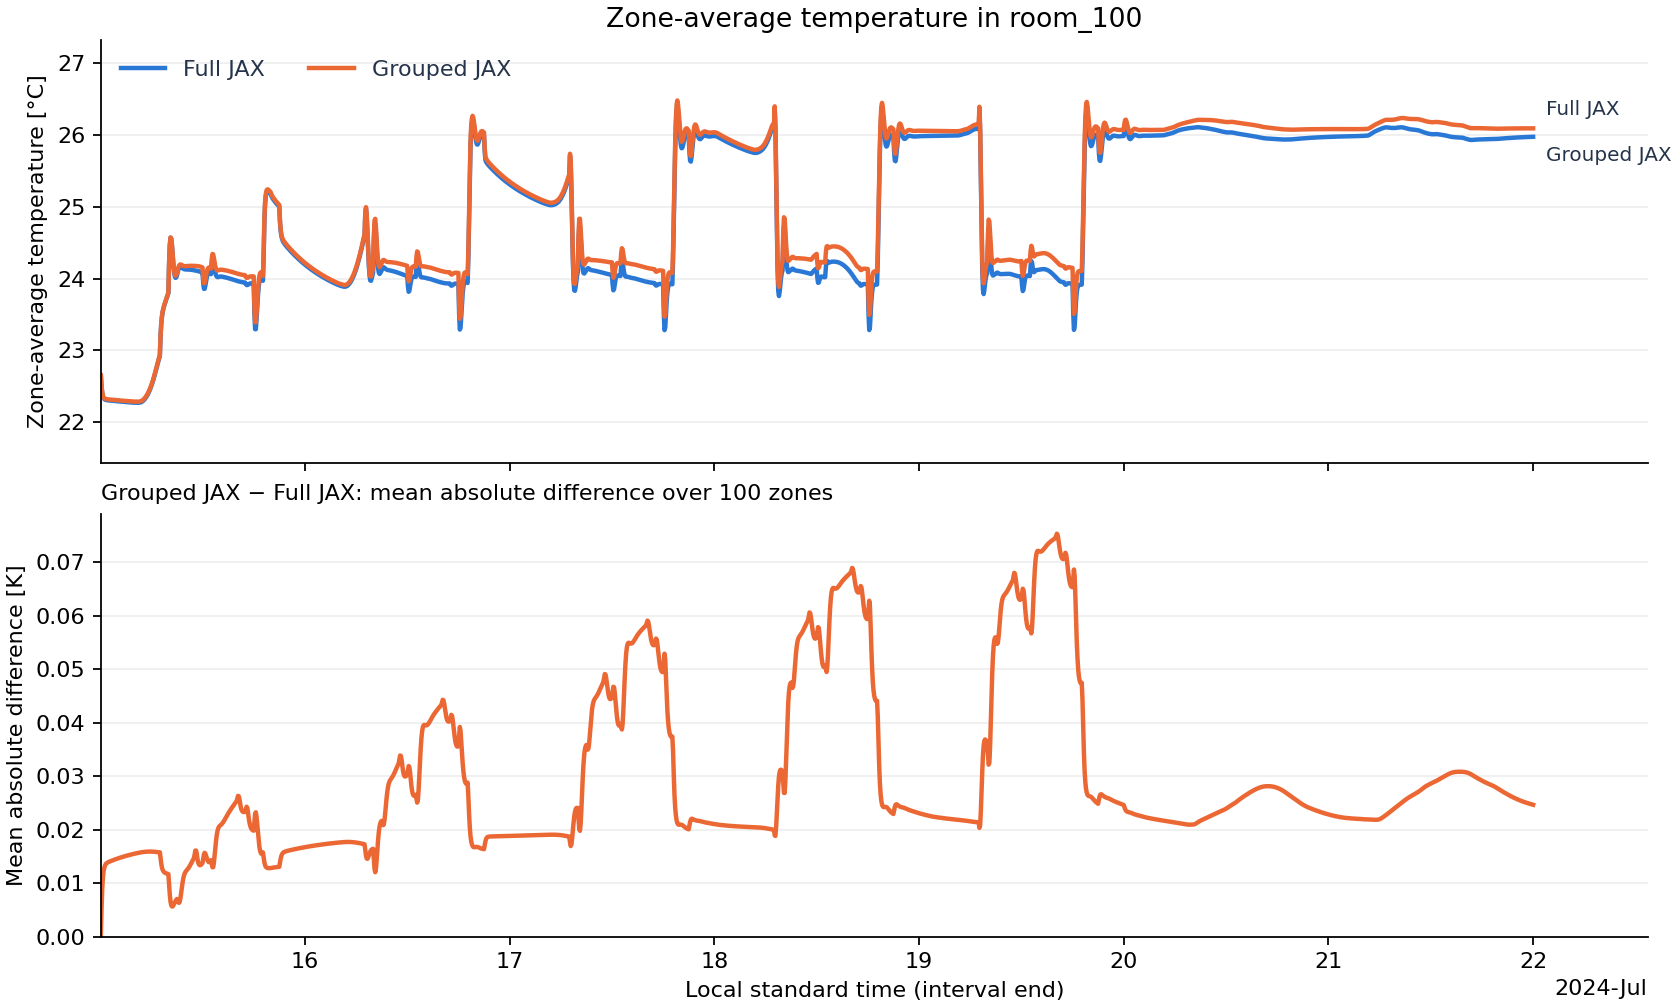 Zone-average temperature in room_100
Full JAX
Grouped JAX
Zone-average temperature [°C]
27
26
25
24
23
22
Full JAX
Grouped JAX
Grouped JAX − Full JAX: mean absolute difference over 100 zones
Mean absolute difference [K]
0.07
0.06
0.05
0.04
0.03
0.02
0.01
0.00
16 17 18 19 20 21 22
Local standard time (interval end)
2024-Jul